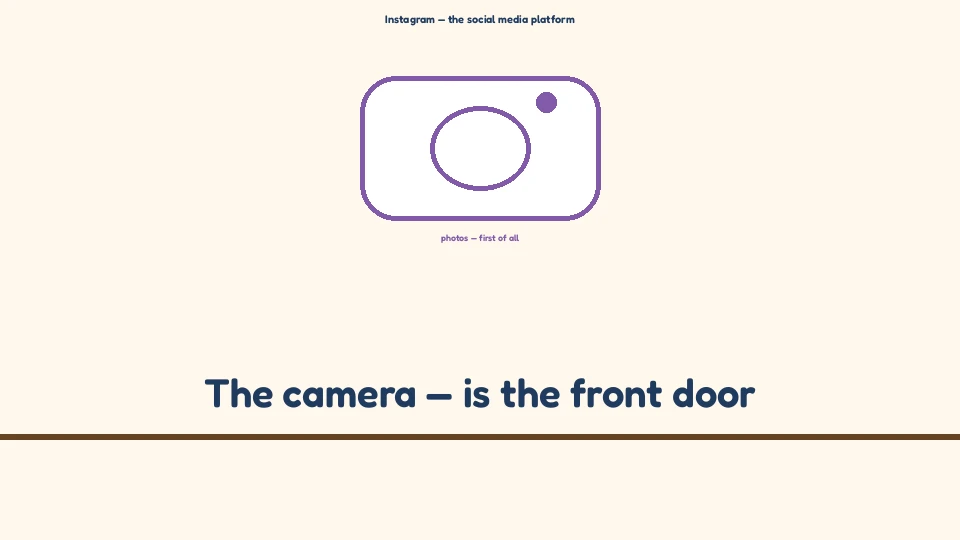 Instagram — the social media platform
photos — first of all
The camera — is the front door